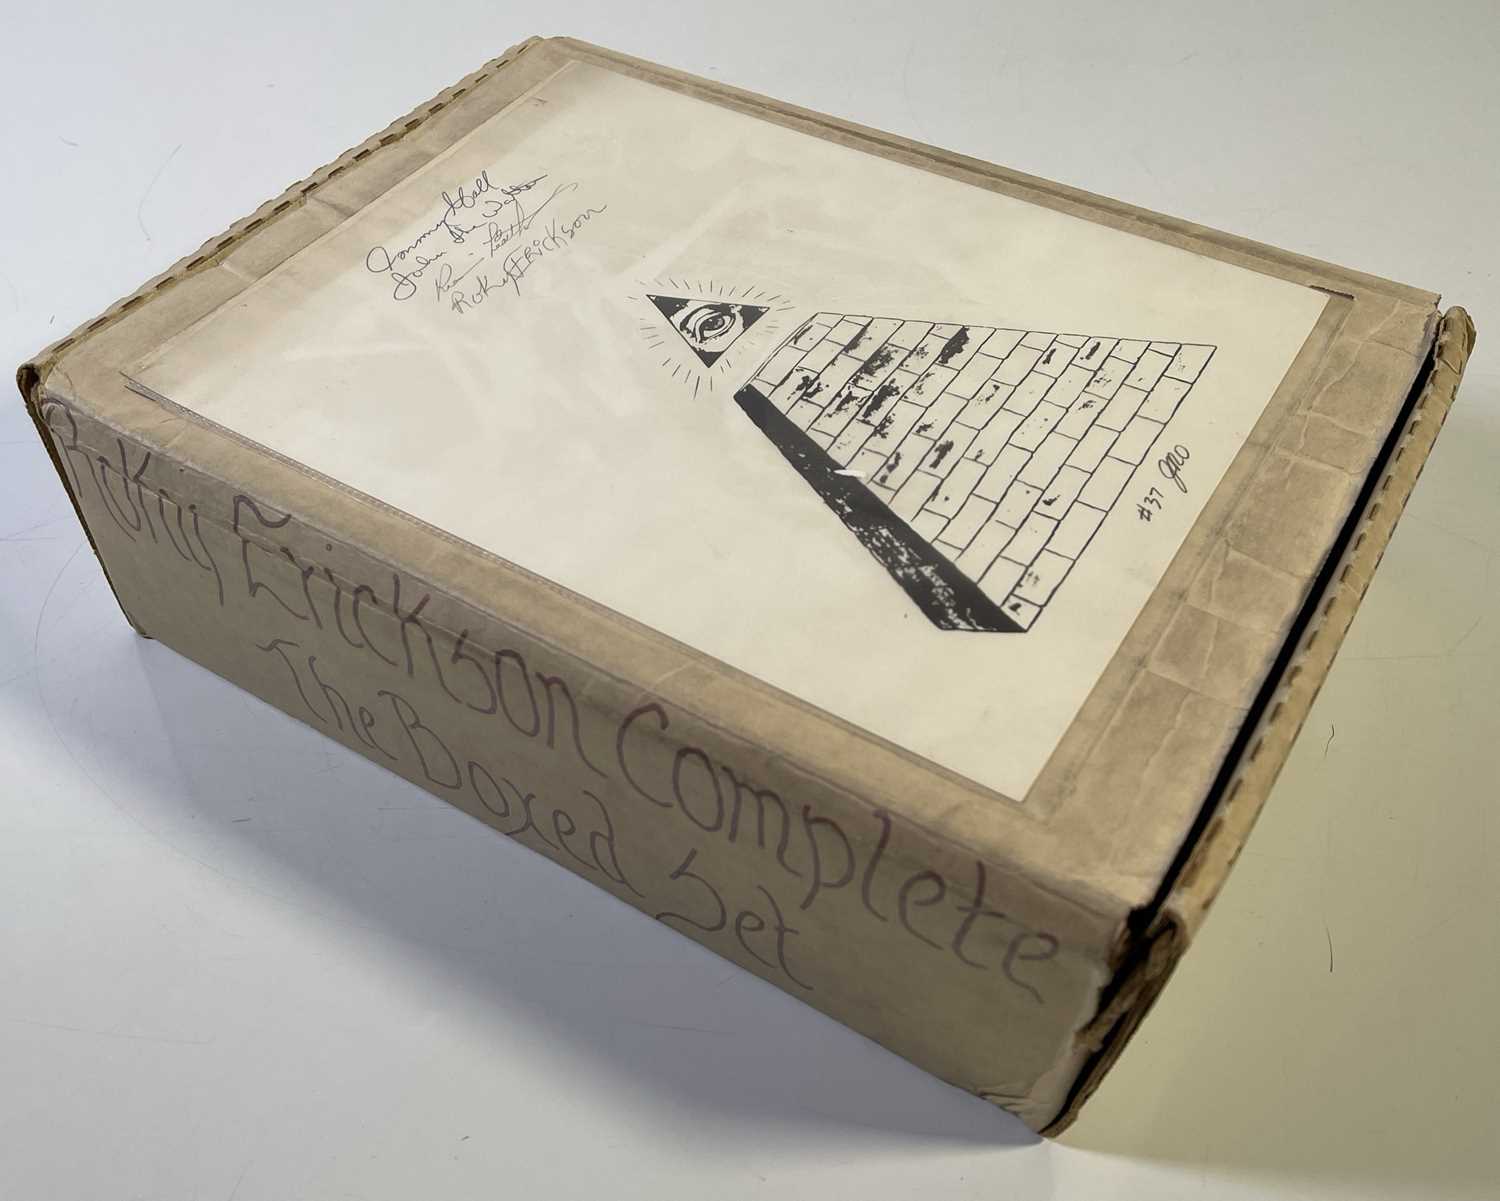 Tommy Hall
John Ike Walton
Roky Erickson
#37
Roky Erickson Complete
The Boxed Set